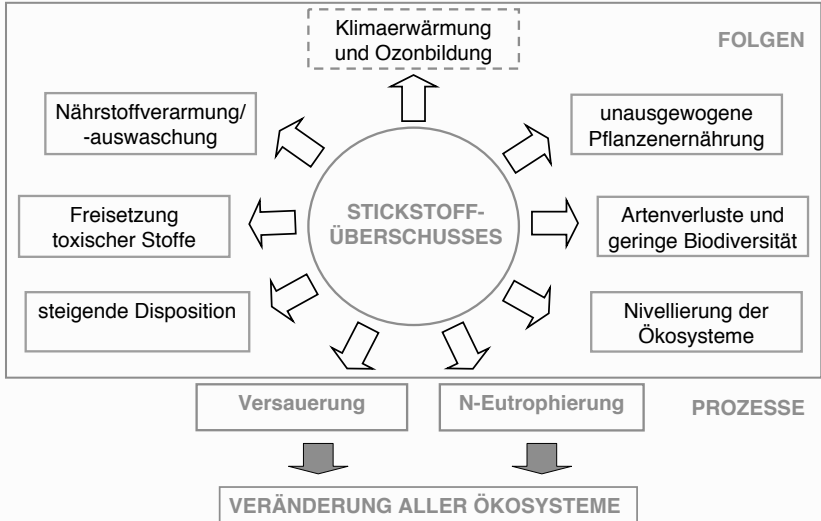 Klimaerwärmung
und Ozonbildung
FOLGEN
Nährstoffverarmung/
-auswaschung
unausgewogene
Pflanzenernährung
Freisetzung
toxischer Stoffe
STICKSTOFF-
ÜBERSCHUSSES
Artenverluste und
geringe Biodiversität
steigende Disposition
Nivellierung der
Ökosysteme
Versauerung
N-Eutrophierung
PROZESSE
VERÄNDERUNG ALLER ÖKOSYSTEME